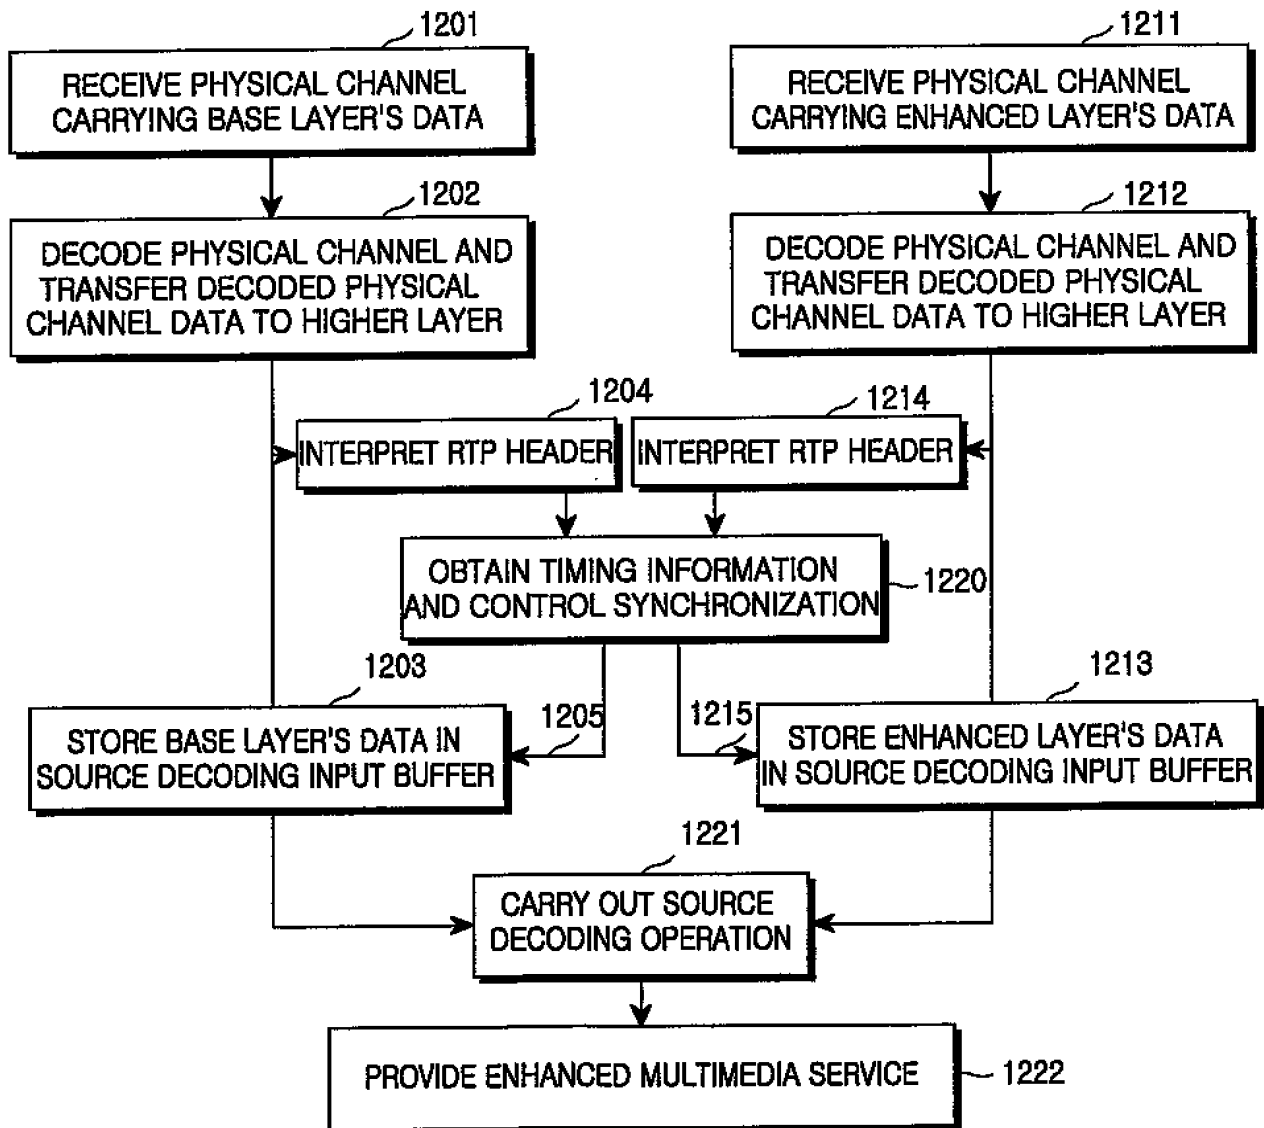 1201
RECEIVE PHYSICAL CHANNEL
CARRYING BASE LAYER'S DATA
1211
RECEIVE PHYSICAL CHANNEL
CARRYING ENHANCED LAYER'S DATA
1202
DECODE PHYSICAL CHANNEL AND
TRANSFER DECODED PHYSICAL
CHANNEL DATA TO HIGHER LAYER
1212
DECODE PHYSICAL CHANNEL AND
TRANSFER DECODED PHYSICAL
CHANNEL DATA TO HIGHER LAYER
1204
INTERPRET RTP HEADER
1214
INTERPRET RTP HEADER
OBTAIN TIMING INFORMATION
AND CONTROL SYNCHRONIZATION
1220
1203
STORE BASE LAYER'S DATA IN
SOURCE DECODING INPUT BUFFER
1205
1215
1213
STORE ENHANCED LAYER'S DATA
IN SOURCE DECODING INPUT BUFFER
1221
CARRY OUT SOURCE
DECODING OPERATION
PROVIDE ENHANCED MULTIMEDIA SERVICE
1222